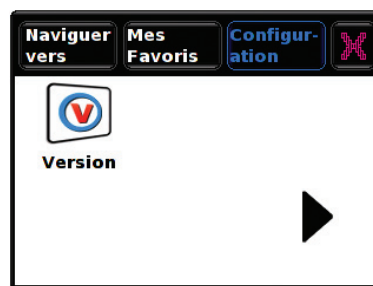 Naviguer vers
Mes Favoris
Configur-ation
V
Version